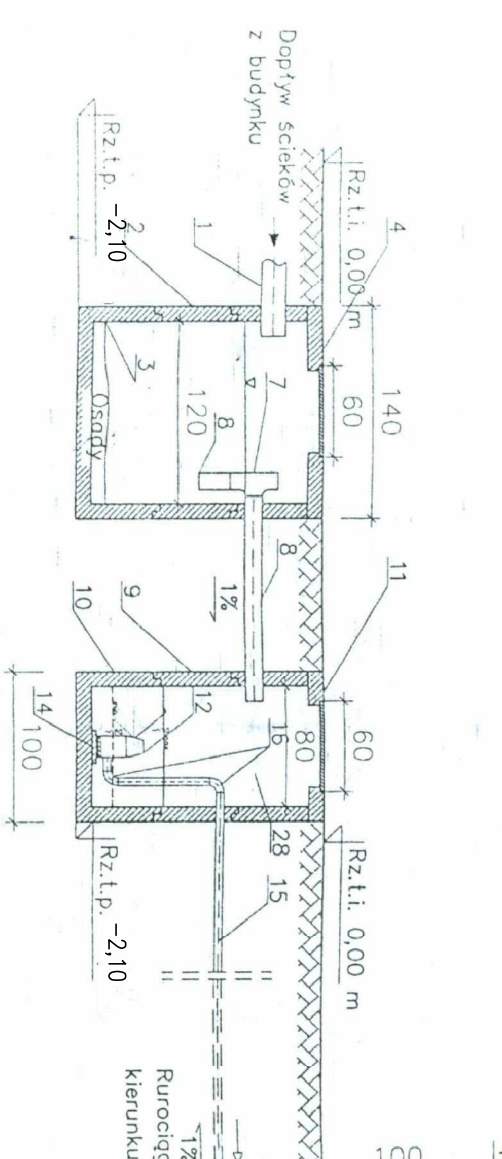 Dopływ ścieków
z budynku
Rz.t.i. 0,00 m
Rz.t.p. -2,10
1
2
3
4
140
60
120
7
8
8
Osady
1%
11
9
10
12
14
16
60
80
28
100
15
Rz.t.i. 0,00 m
Rz.t.p. -2,10
Rurociąg
kierunku
1%